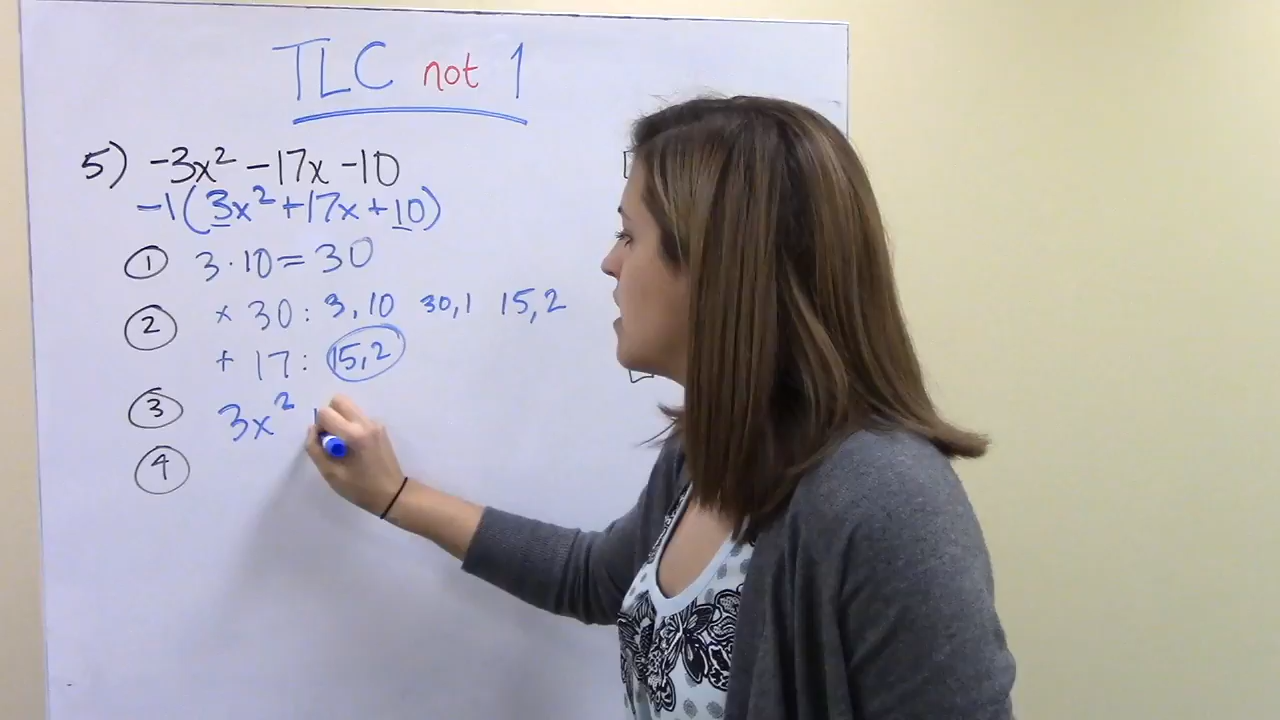 TLC not 1
5) -3x² -17x -10
-1(3x² +17x+10)
① 3·10=30
② × 30: 3,10 30,1 15,2
+ 17: 15,2
③ 3x²
④